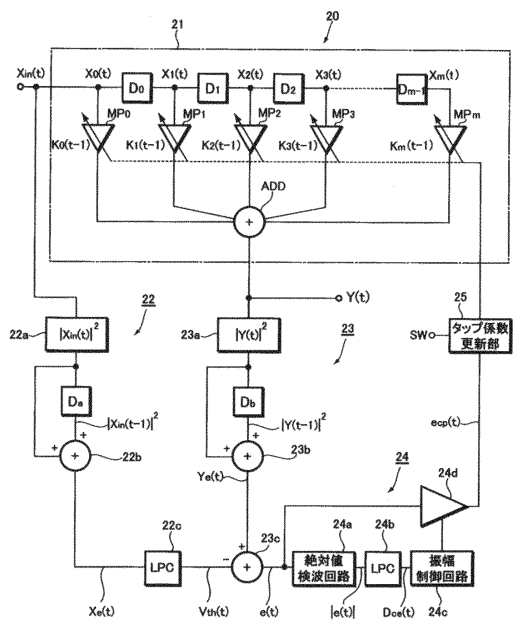 21
20
Xin(t)
X0(t)
X1(t)
X2(t)
X3(t)
Xm(t)
D0
D1
D2
Dm-1
MP0
MP1
MP2
MP3
MPm
K0(t-1)
K1(t-1)
K2(t-1)
K3(t-1)
Km(t-1)
ADD
+
Y(t)
22
23
25
22a
|Xin(t)|²
23a
|Y(t)|²
SW
タップ係数
更新部
Da
Db
|Xin(t-1)|²
|Y(t-1)|²
ecp(t)
+
+
+
22b
+
+
+
23b
Ye(t)
24
24d
22c
LPC
+
−
+
23c
24a
絶対値
検波回路
24b
LPC
振幅
制御回路
24c
Xe(t)
Vth(t)
e(t)
|e(t)|
Dce(t)